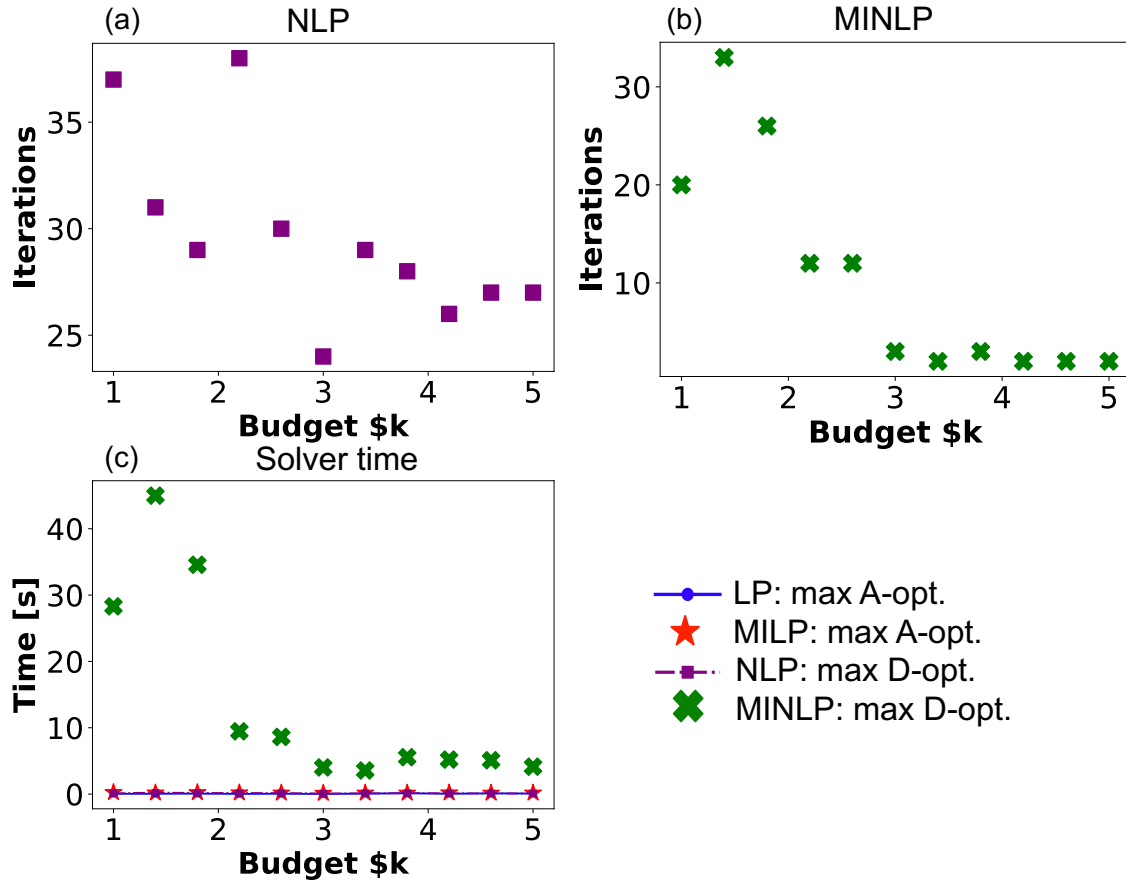 (a) NLP
35
30
25
Iterations
1 2 3 4 5
Budget $k
(b) MINLP
30
20
10
Iterations
1 2 3 4 5
Budget $k
(c) Solver time
40
30
20
10
0
Time [s]
1 2 3 4 5
Budget $k
LP: max A-opt.
MILP: max A-opt.
NLP: max D-opt.
MINLP: max D-opt.